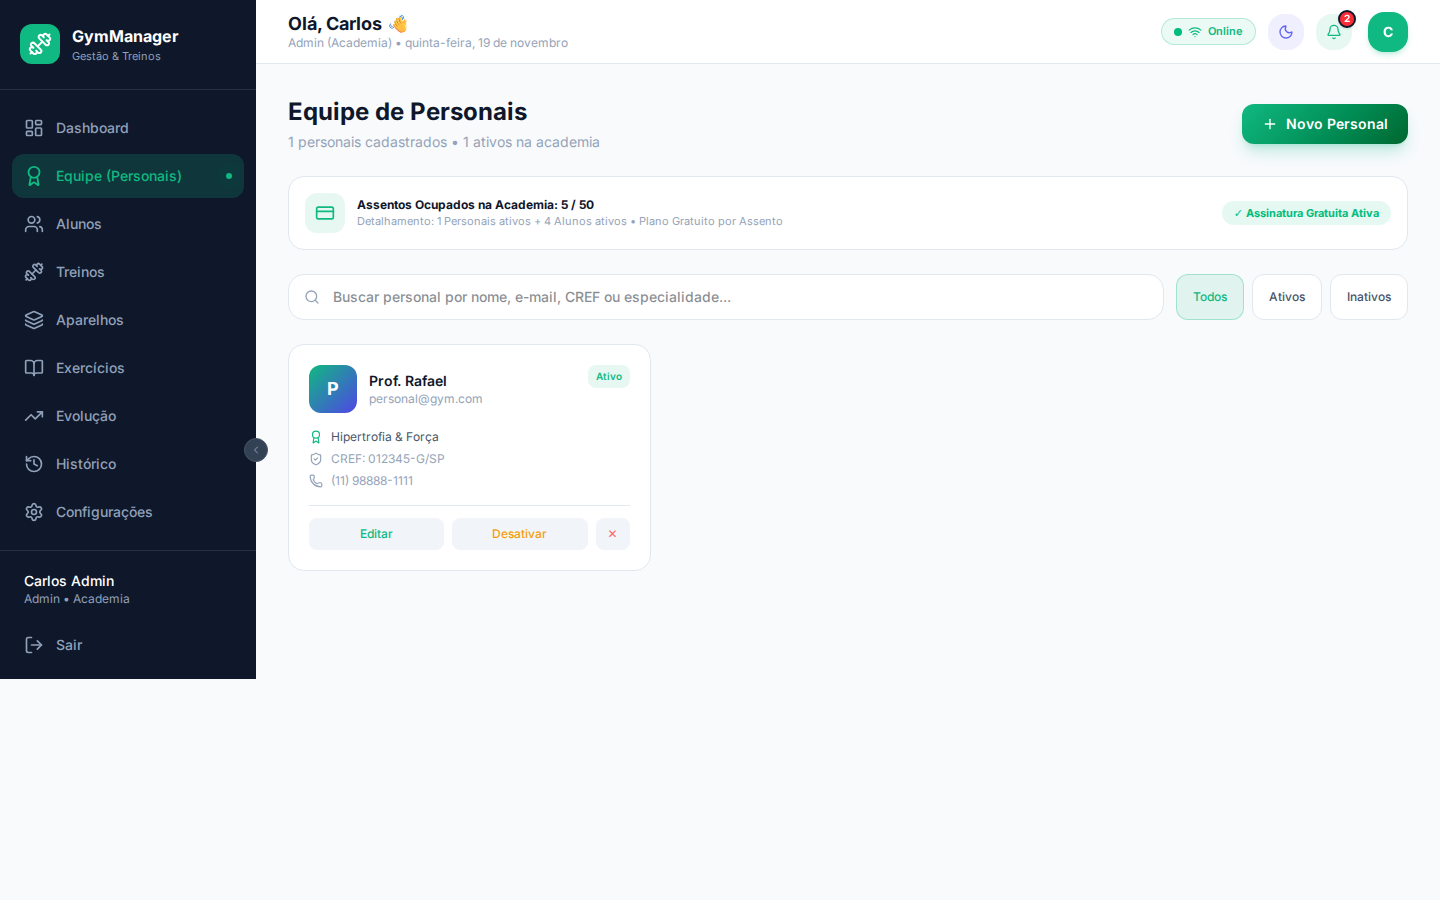 GymManager
Gestão & Treinos
Dashboard
Equipe (Personais)
Alunos
Treinos
Aparelhos
Exercícios
Evolução
Histórico
Configurações
Carlos Admin
Admin • Academia
Sair
Olá, Carlos 👋
Admin (Academia) • quinta-feira, 19 de novembro
Online
2
C
Equipe de Personais
1 personais cadastrados • 1 ativos na academia
+ Novo Personal
Assentos Ocupados na Academia: 5 / 50
Detalhamento: 1 Personais ativos + 4 Alunos ativos • Plano Gratuito por Assento
✓ Assinatura Gratuita Ativa
Buscar personal por nome, e-mail, CREF ou especialidade...
Todos
Ativos
Inativos
P
Prof. Rafael
personal@gym.com
Ativo
Hipertrofia & Força
CREF: 012345-G/SP
(11) 98888-1111
Editar
Desativar
✕